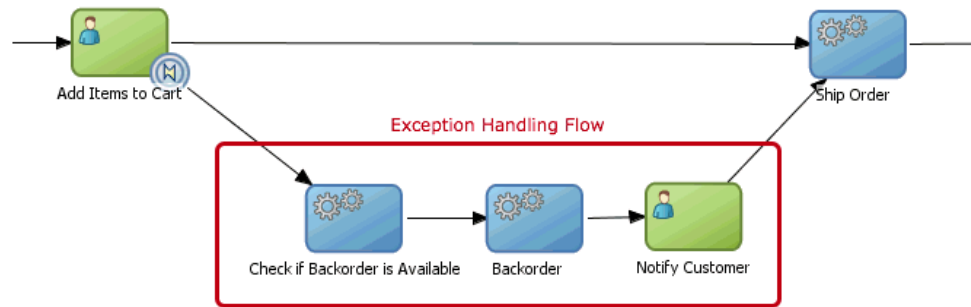 Add Items to Cart
Ship Order
Exception Handling Flow
Check if Backorder is Available
Backorder
Notify Customer